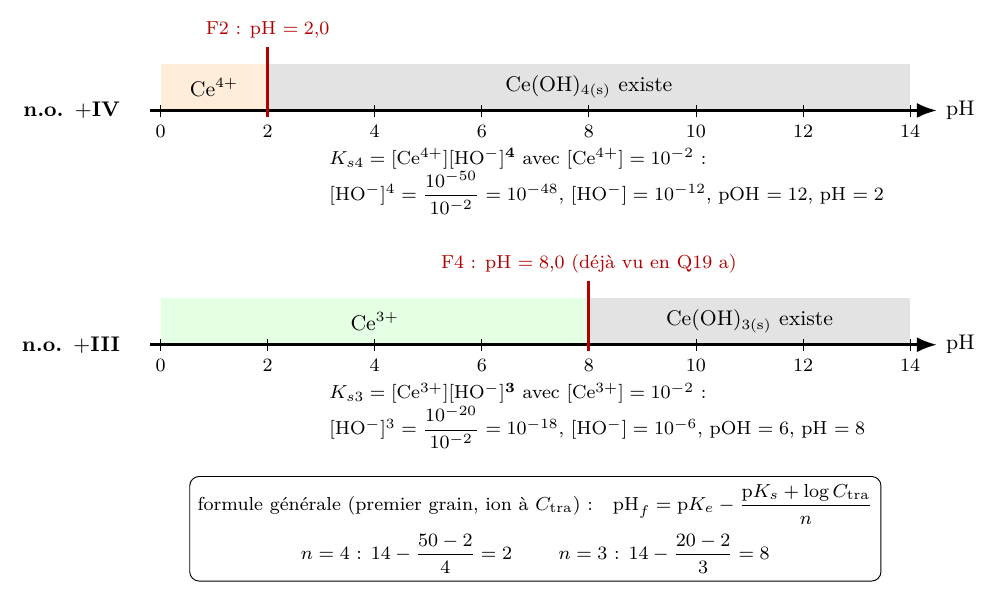 F2 : pH = 2,0
Ce⁴⁺ Ce(OH)₄₍ₛ₎ existe
n.o. +IV pH
0 2 4 6 8 10 12 14
Kₛ₄ = [Ce⁴⁺][HO⁻]⁴ avec [Ce⁴⁺] = 10⁻² :
[HO⁻]⁴ = 10⁻⁵⁰/10⁻² = 10⁻⁴⁸, [HO⁻] = 10⁻¹², pOH = 12, pH = 2
F4 : pH = 8,0 (déjà vu en Q19 a)
Ce³⁺ Ce(OH)₃₍ₛ₎ existe
n.o. +III pH
0 2 4 6 8 10 12 14
Kₛ₃ = [Ce³⁺][HO⁻]³ avec [Ce³⁺] = 10⁻² :
[HO⁻]³ = 10⁻²⁰/10⁻² = 10⁻¹⁸, [HO⁻] = 10⁻⁶, pOH = 6, pH = 8
formule générale (premier grain, ion à C_tra) : pH_f = pKₑ − (pKₛ + log C_tra)/n
n = 4 : 14 − (50 − 2)/4 = 2 n = 3 : 14 − (20 − 2)/3 = 8